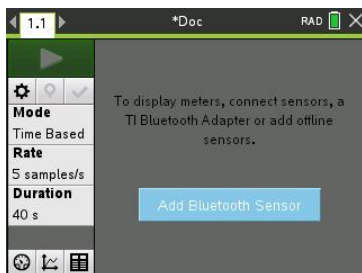 1.1 *Doc RAD
Mode
Time Based
Rate
5 samples/s
Duration
40 s
To display meters, connect sensors, a
TI Bluetooth Adapter or add offline
sensors.
Add Bluetooth Sensor